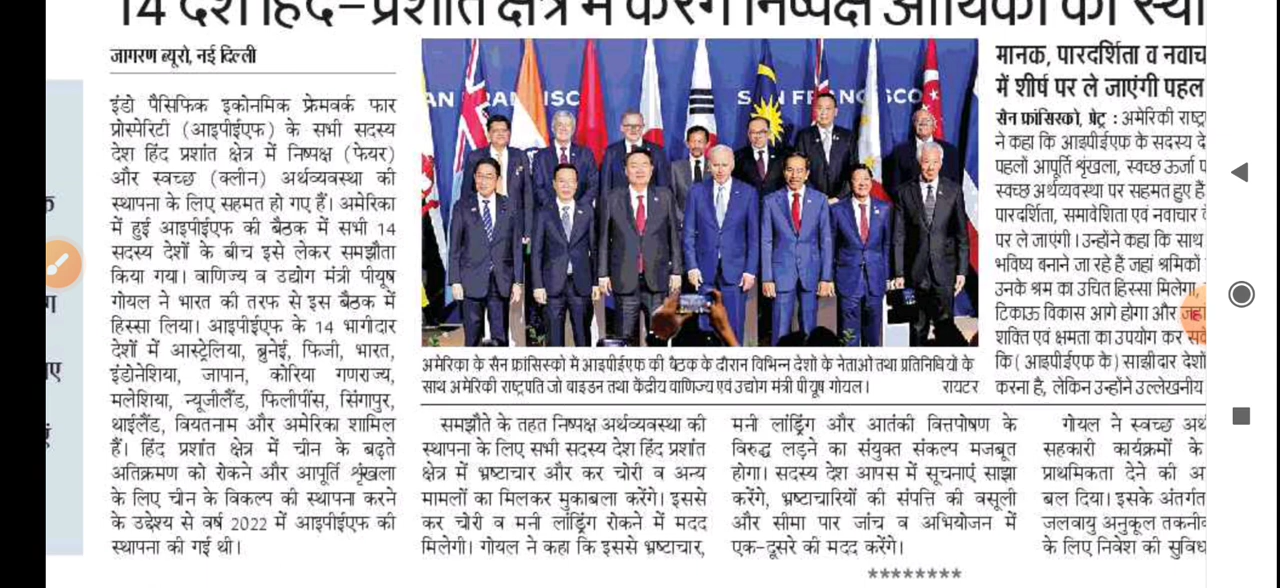 14 देश हिंद-प्रशांत क्षेत्र में करेंगे निष्पक्ष आर्थिकी की स्था
जागरण ब्यूरो, नई दिल्ली
इंडो पैसिफिक इकोनमिक फ्रेमवर्क फार
प्रोस्पेरिटी (आइपीईएफ) के सभी सदस्य
देश हिंद प्रशांत क्षेत्र में निष्पक्ष (फेयर)
और स्वच्छ (क्लीन) अर्थव्यवस्था की
स्थापना के लिए सहमत हो गए हैं। अमेरिका
में हुई आइपीईएफ की बैठक में सभी 14
सदस्य देशों के बीच इसे लेकर समझौता
किया गया। वाणिज्य व उद्योग मंत्री पीयूष
गोयल ने भारत की तरफ से इस बैठक में
हिस्सा लिया। आइपीईएफ के 14 भागीदार
देशों में आस्ट्रेलिया, ब्रुनेई, फिजी, भारत,
इंडोनेशिया, जापान, कोरिया गणराज्य,
मलेशिया, न्यूजीलैंड, फिलीपींस, सिंगापुर,
थाईलैंड, वियतनाम और अमेरिका शामिल
हैं। हिंद प्रशांत क्षेत्र में चीन के बढ़ते
अतिक्रमण को रोकने और आपूर्ति श्रृंखला
के लिए चीन के विकल्प की स्थापना करने
के उद्देश्य से वर्ष 2022 में आइपीईएफ की
स्थापना की गई थी।
AN FRANCISCO SAN FRANCISCO
अमेरिका के सैन फ्रांसिस्को में आइपीईएफ की बैठक के दौरान विभिन्न देशों के नेताओं तथा प्रतिनिधियों के
साथ अमेरिकी राष्ट्रपति जो बाइडन तथा केंद्रीय वाणिज्य एवं उद्योग मंत्री पीयूष गोयल। रायटर
समझौते के तहत निष्पक्ष अर्थव्यवस्था की
स्थापना के लिए सभी सदस्य देश हिंद प्रशांत
क्षेत्र में भ्रष्टाचार और कर चोरी व अन्य
मामलों का मिलकर मुकाबला करेंगे। इससे
कर चोरी व मनी लांड्रिंग रोकने में मदद
मिलेगी। गोयल ने कहा कि इससे भ्रष्टाचार,
मनी लांड्रिंग और आतंकी वित्तपोषण के
विरुद्ध लड़ने का संयुक्त संकल्प मजबूत
होगा। सदस्य देश आपस में सूचनाएं साझा
करेंगे, भ्रष्टाचारियों की संपत्ति की वसूली
और सीमा पार जांच व अभियोजन में
एक-दूसरे की मदद करेंगे।
********
मानक, पारदर्शिता व नवाच
में शीर्ष पर ले जाएंगी पहल
सैन फ्रांसिस्को, प्रेट्र : अमेरिकी राष्ट्र
ने कहा कि आइपीईएफ के सदस्य दे
पहलों आपूर्ति श्रृंखला, स्वच्छ ऊर्जा ए
स्वच्छ अर्थव्यवस्था पर सहमत हुए हैं
पारदर्शिता, समावेशिता एवं नवाचार के
पर ले जाएंगी। उन्होंने कहा कि साथ
भविष्य बनाने जा रहे हैं जहां श्रमिकों
उनके श्रम का उचित हिस्सा मिलेगा,
टिकाऊ विकास आगे होगा और जहां
शक्ति एवं क्षमता का उपयोग कर सकें
कि (आइपीईएफ के) साझीदार देशों
करना है, लेकिन उन्होंने उल्लेखनीय
गोयल ने स्वच्छ अर्थ
सहकारी कार्यक्रमों के
प्राथमिकता देने की अ
बल दिया। इसके अंतर्गत
जलवायु अनुकूल तकनीक
के लिए निवेश की सुविध